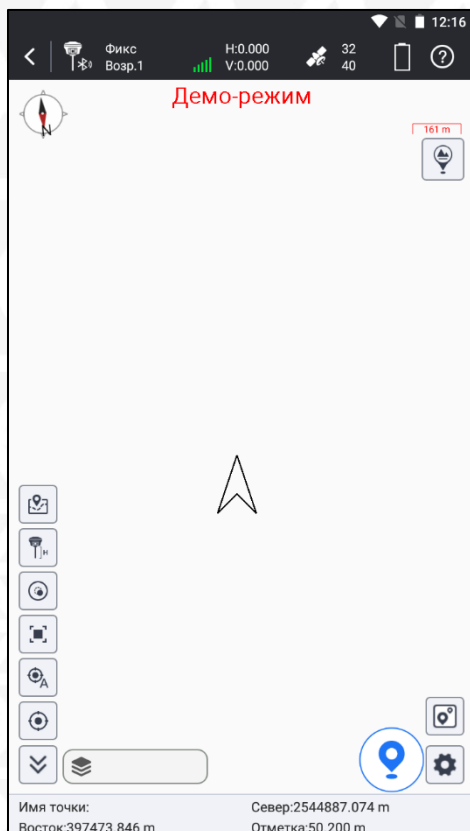 12:16
Фикс H:0.000 32
Возр.1 V:0.000 40
Демо-режим
N
161 m
H
A
Имя точки: Север:2544887.074 m
Восток:397473.846 m Отметка:50.200 m